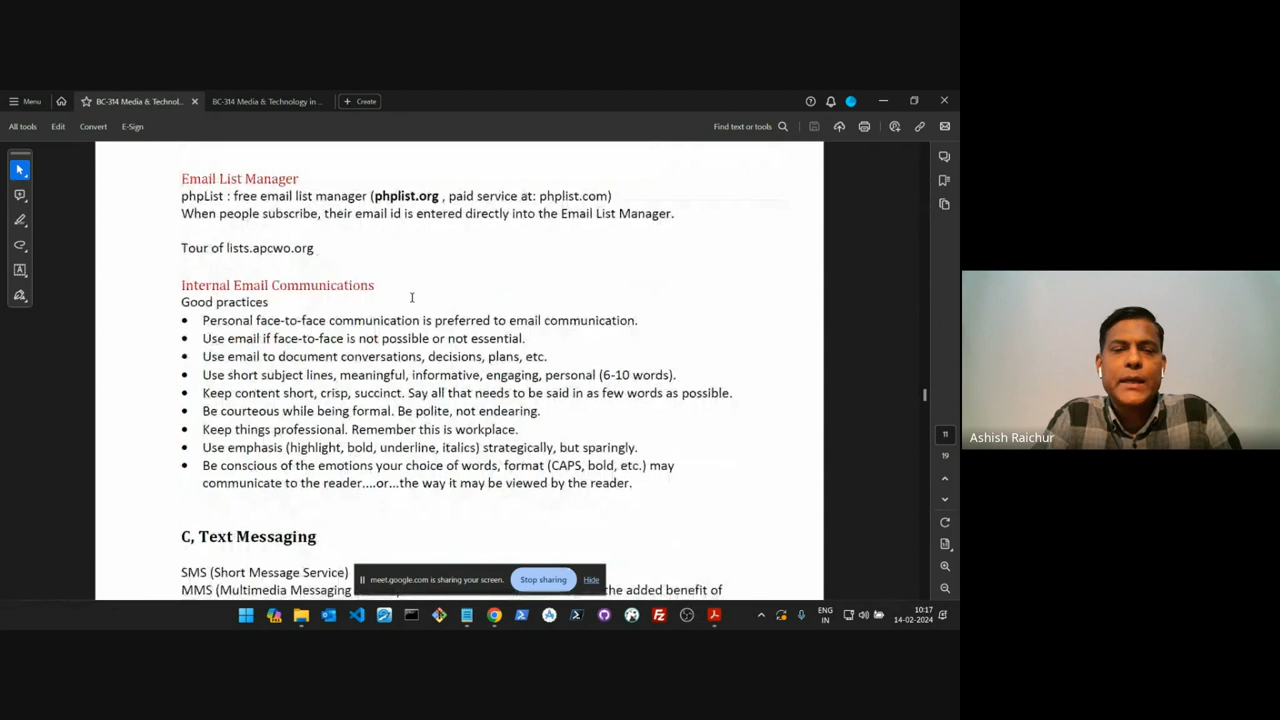 Menu
BC-314 Media & Technol...
BC-314 Media & Technology in ...
Create
All tools
Edit
Convert
E-Sign
Find text or tools
Email List Manager
phpList : free email list manager (phplist.org , paid service at: phplist.com)
When people subscribe, their email id is entered directly into the Email List Manager.
Tour of lists.apcwo.org
Internal Email Communications
Good practices
• Personal face-to-face communication is preferred to email communication.
• Use email if face-to-face is not possible or not essential.
• Use email to document conversations, decisions, plans, etc.
• Use short subject lines, meaningful, informative, engaging, personal (6-10 words).
• Keep content short, crisp, succinct. Say all that needs to be said in as few words as possible.
• Be courteous while being formal. Be polite, not endearing.
• Keep things professional. Remember this is workplace.
• Use emphasis (highlight, bold, underline, italics) strategically, but sparingly.
• Be conscious of the emotions your choice of words, format (CAPS, bold, etc.) may
communicate to the reader....or...the way it may be viewed by the reader.
C, Text Messaging
SMS (Short Message Service)
MMS (Multimedia Messaging
the added benefit of
meet.google.com is sharing your screen.
Stop sharing
Hide
11
19
Ashish Raichur
ENG
IN
10:17
14-02-2024